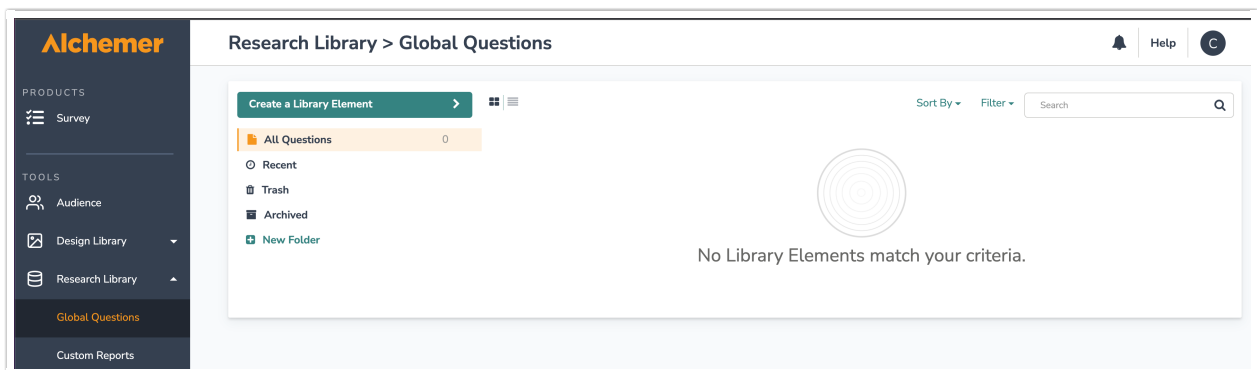 Alchemer
PRODUCTS
Survey
TOOLS
Audience
Design Library
Research Library
Global Questions
Custom Reports
Research Library > Global Questions
Help
C
Create a Library Element
All Questions 0
Recent
Trash
Archived
New Folder
Sort By
Filter
Search
No Library Elements match your criteria.